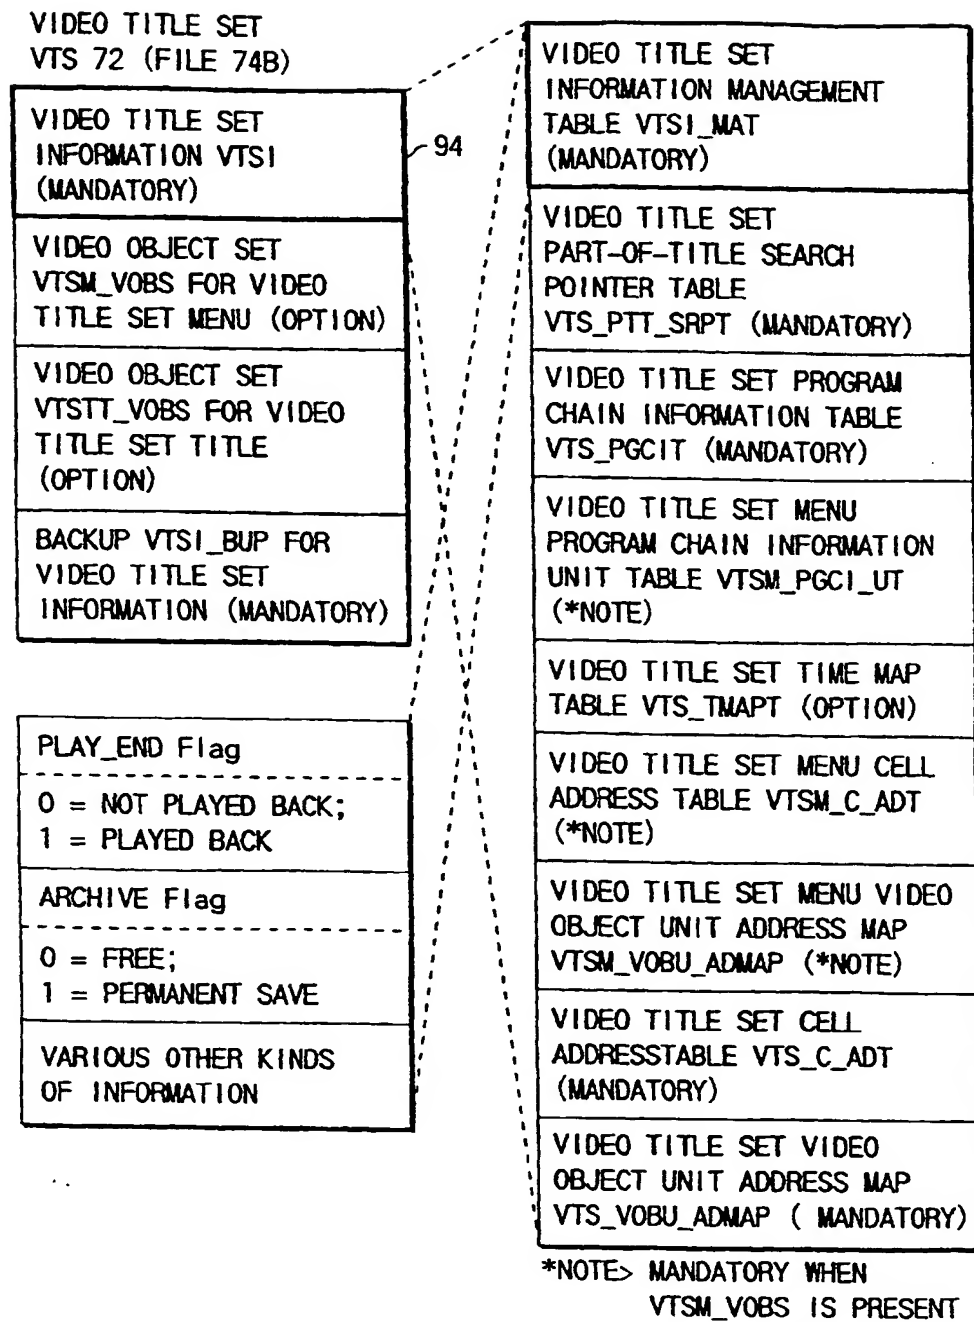 VIDEO TITLE SET
VTS 72 (FILE 74B)
VIDEO TITLE SET
INFORMATION VTSI
(MANDATORY)
94
VIDEO OBJECT SET
VTSM_VOBS FOR VIDEO
TITLE SET MENU (OPTION)
VIDEO OBJECT SET
VTSTT_VOBS FOR VIDEO
TITLE SET TITLE
(OPTION)
BACKUP VTSI_BUP FOR
VIDEO TITLE SET
INFORMATION (MANDATORY)
PLAY_END Flag
0 = NOT PLAYED BACK;
1 = PLAYED BACK
ARCHIVE Flag
0 = FREE;
1 = PERMANENT SAVE
VARIOUS OTHER KINDS
OF INFORMATION
VIDEO TITLE SET
INFORMATION MANAGEMENT
TABLE VTSI_MAT
(MANDATORY)
VIDEO TITLE SET
PART-OF-TITLE SEARCH
POINTER TABLE
VTS_PTT_SRPT (MANDATORY)
VIDEO TITLE SET PROGRAM
CHAIN INFORMATION TABLE
VTS_PGCIT (MANDATORY)
VIDEO TITLE SET MENU
PROGRAM CHAIN INFORMATION
UNIT TABLE VTSM_PGCI_UT
(*NOTE)
VIDEO TITLE SET TIME MAP
TABLE VTS_TMAPT (OPTION)
VIDEO TITLE SET MENU CELL
ADDRESS TABLE VTSM_C_ADT
(*NOTE)
VIDEO TITLE SET MENU VIDEO
OBJECT UNIT ADDRESS MAP
VTSM_VOBU_ADMAP (*NOTE)
VIDEO TITLE SET CELL
ADDRESSTABLE VTS_C_ADT
(MANDATORY)
VIDEO TITLE SET VIDEO
OBJECT UNIT ADDRESS MAP
VTS_VOBU_ADMAP ( MANDATORY)
*NOTE> MANDATORY WHEN
VTSM_VOBS IS PRESENT